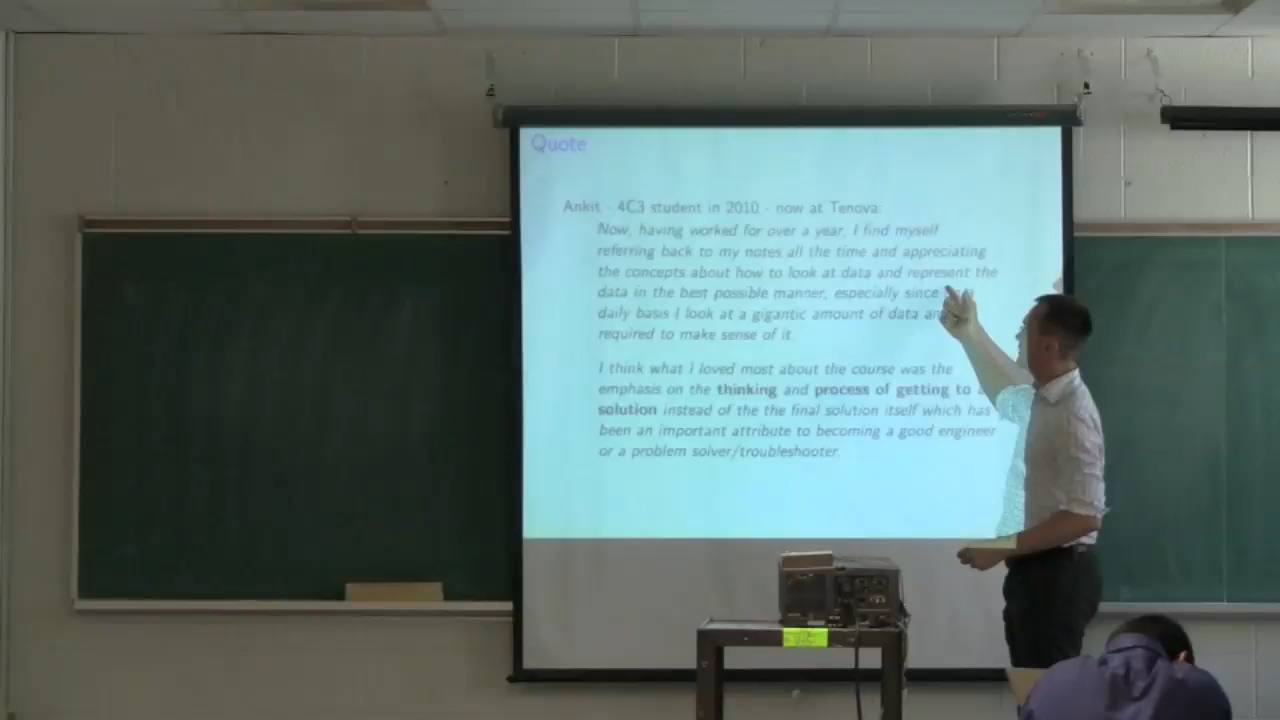 Quote
Ankit - 4C3 student in 2010 - now at Tenova:
Now, having worked for over a year, I find myself
referring back to my notes all the time and appreciating
the concepts about how to look at data and represent the
data in the best possible manner, especially since
daily basis I look at a gigantic amount of data
required to make sense of it.
I think what I loved most about the course was the
emphasis on the thinking and process of getting to
solution instead of the the final solution itself which has
been an important attribute to becoming a good engineer
or a problem solver/troubleshooter.